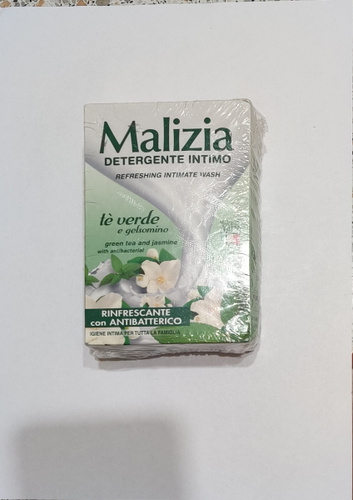 Malizia
DETERGENTE INTIMO
REFRESHING INTIMATE WASH
tè verde
e gelsomino
green tea and jasmine
with antibacterial
RINFRESCANTE
con ANTIBATTERICO
IGIENE INTIMA PER TUTTA LA FAMIGLIA